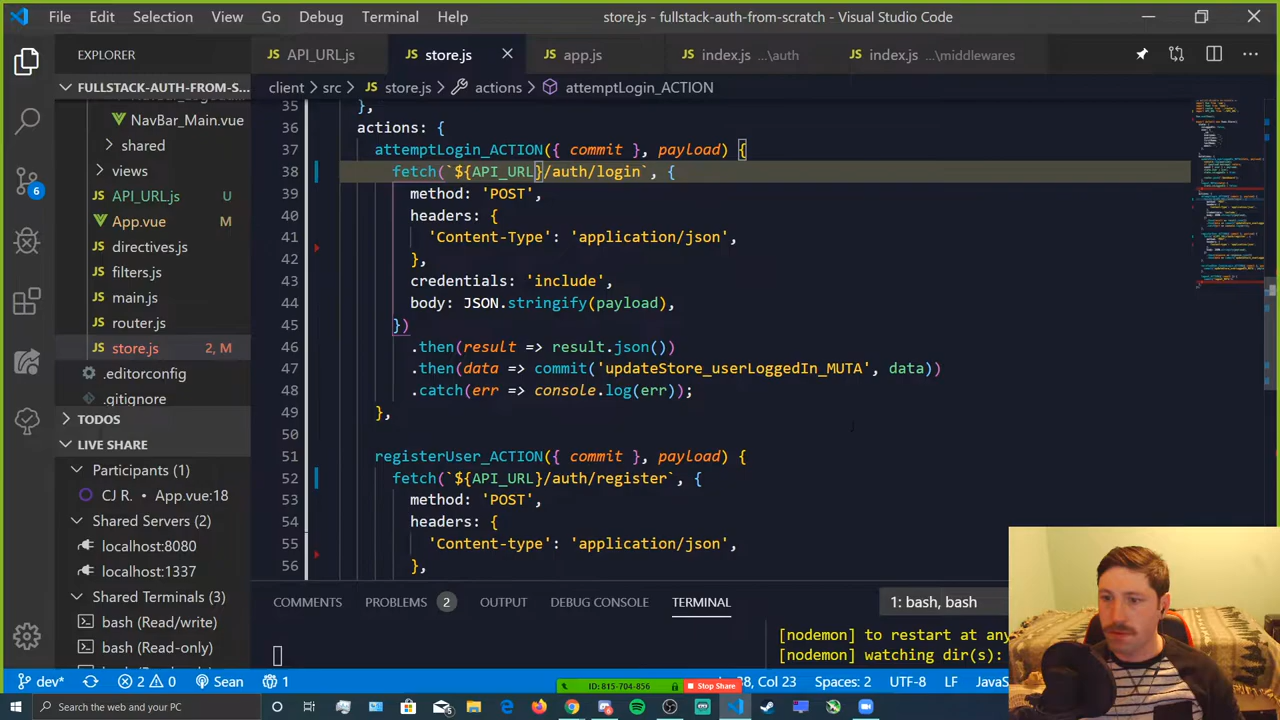 File Edit Selection View Go Debug Terminal Help store.js - fullstack-auth-from-scratch - Visual Studio Code
EXPLORER
FULLSTACK-AUTH-FROM-S...
NavBar_Main.vue
shared
views
JS API_URL.js U
App.vue M
JS directives.js
JS filters.js
JS main.js
JS router.js
JS store.js 2, M
.editorconfig
.gitignore
TODOS
LIVE SHARE
Participants (1)
CJ R. • App.vue:18
Shared Servers (2)
localhost:8080
localhost:1337
Shared Terminals (3)
bash (Read/write)
bash (Read-only)
bash (Read-only)
6
JS API_URL.js JS store.js JS app.js JS index.js ...\auth JS index.js ...\middlewares
client > src > JS store.js > actions > attemptLogin_ACTION
35 },
36 actions: {
37 attemptLogin_ACTION({ commit }, payload) {
38 fetch(`${API_URL}/auth/login`, {
39 method: 'POST',
40 headers: {
41 'Content-Type': 'application/json',
42 },
43 credentials: 'include',
44 body: JSON.stringify(payload),
45 })
46 .then(result => result.json())
47 .then(data => commit('updateStore_userLoggedIn_MUTA', data))
48 .catch(err => console.log(err));
49 },
50
51 registerUser_ACTION({ commit }, payload) {
52 fetch(`${API_URL}/auth/register`, {
53 method: 'POST',
54 headers: {
55 'Content-type': 'application/json',
56 },
COMMENTS PROBLEMS 2 OUTPUT DEBUG CONSOLE TERMINAL 1: bash, bash
[nodemon] to restart at any
[nodemon] watching dir(s):
dev* 2 0 Sean 1 38, Col 23 Spaces: 2 UTF-8 LF
ID: 815-704-856 Stop Share
Search the web and your PC